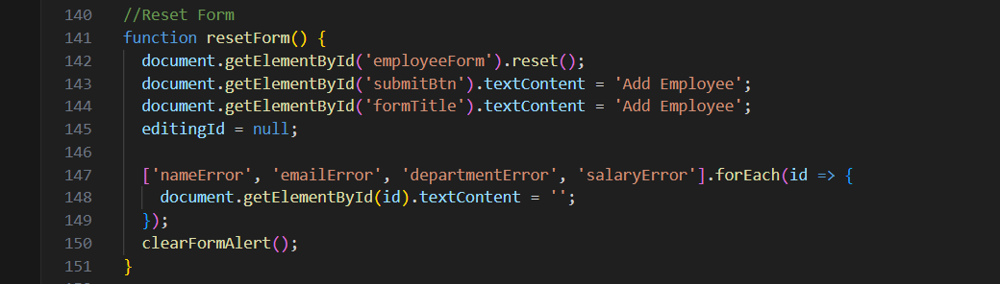 140 //Reset Form
141 function resetForm() {
142   document.getElementById('employeeForm').reset();
143   document.getElementById('submitBtn').textContent = 'Add Employee';
144   document.getElementById('formTitle').textContent = 'Add Employee';
145   editingId = null;
146
147   ['nameError', 'emailError', 'departmentError', 'salaryError'].forEach(id => {
148     document.getElementById(id).textContent = '';
149   });
150   clearFormAlert();
151 }